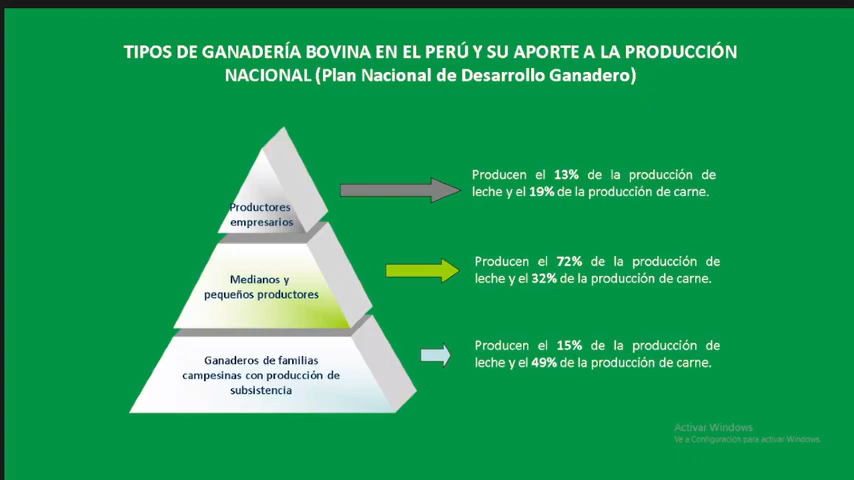 TIPOS DE GANADERÍA BOVINA EN EL PERÚ Y SU APORTE A LA PRODUCCIÓN
NACIONAL (Plan Nacional de Desarrollo Ganadero)
Productores
empresarios
Producen el 13% de la producción de
leche y el 19% de la producción de carne.
Medianos y
pequeños productores
Producen el 72% de la producción de
leche y el 32% de la producción de carne.
Ganaderos de familias
campesinas con producción de
subsistencia
Producen el 15% de la producción de
leche y el 49% de la producción de carne.
Activar Windows
Ve a Configuración para activar Windows.